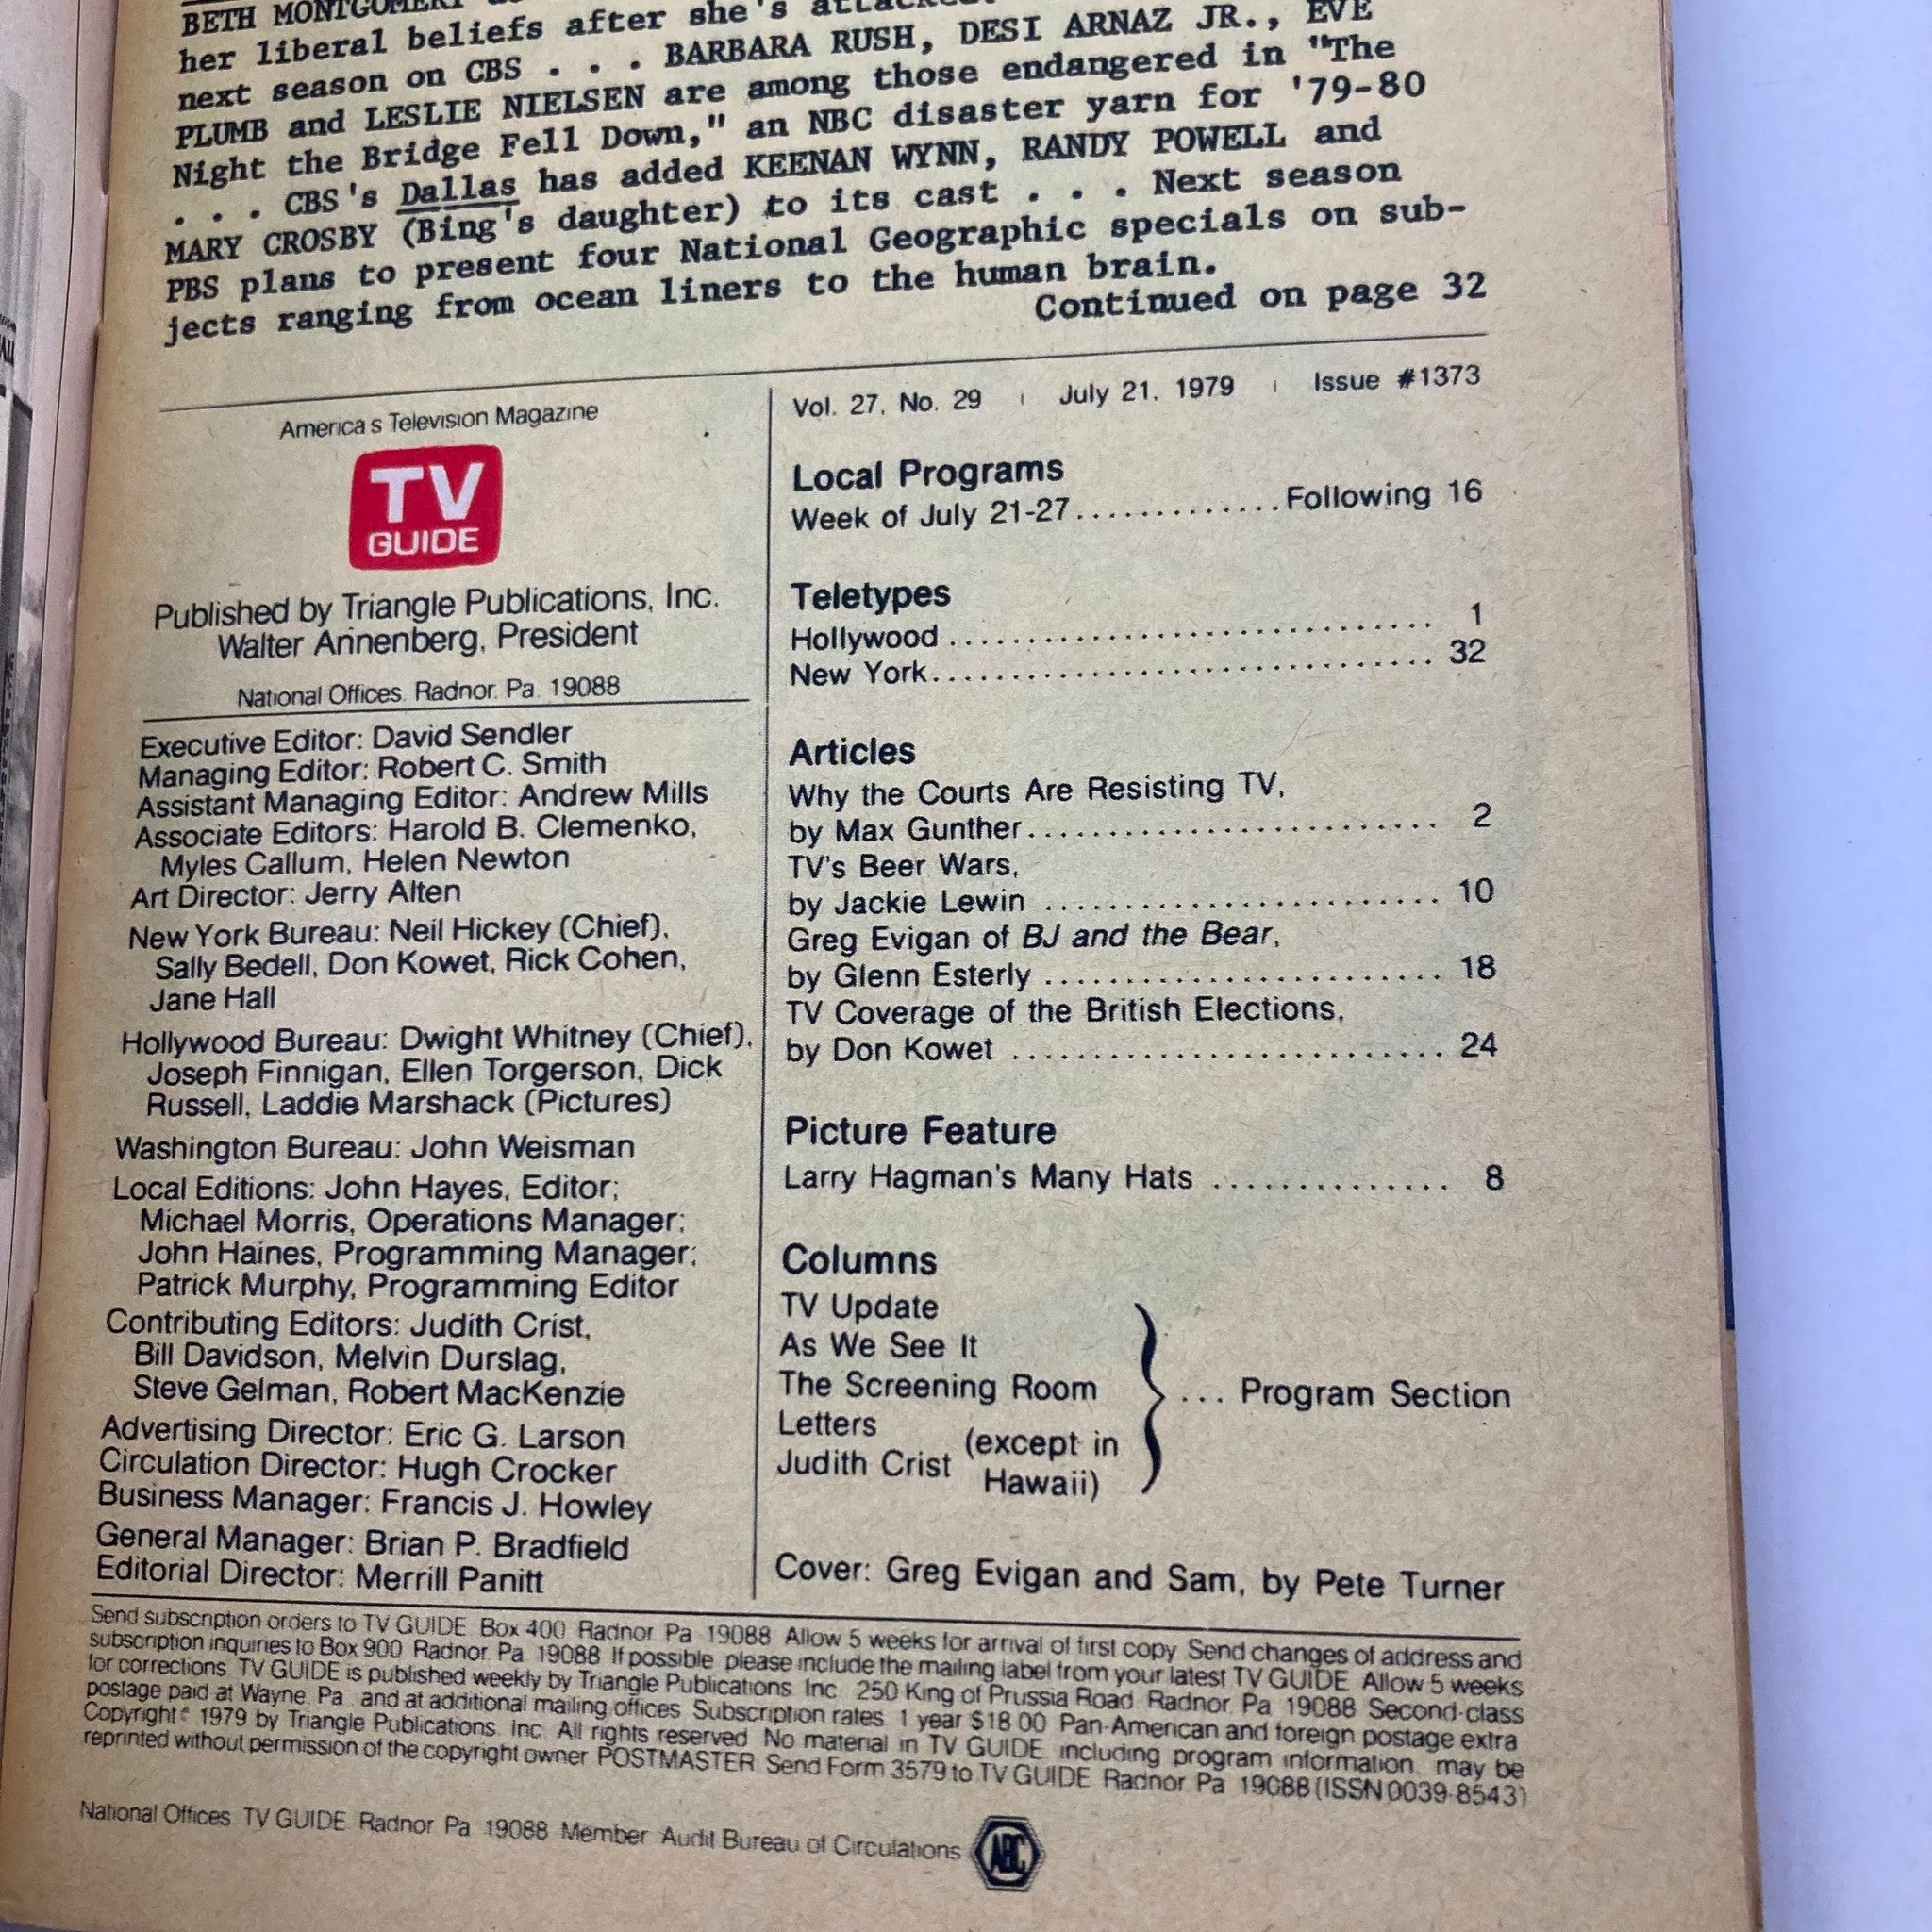 BETH MONTGOMERY
her liberal beliefs after she's attacked.
next season on CBS . . . BARBARA RUSH, DESI ARNAZ JR., EVE
PLUMB and LESLIE NIELSEN are among those endangered in "The
Night the Bridge Fell Down," an NBC disaster yarn for '79-80
. . . CBS's Dallas has added KEENAN WYNN, RANDY POWELL and
MARY CROSBY (Bing's daughter) to its cast . . . Next season
PBS plans to present four National Geographic specials on sub-
jects ranging from ocean liners to the human brain.
Continued on page 32
America's Television Magazine
TV
GUIDE
Published by Triangle Publications, Inc.
Walter Annenberg, President
National Offices. Radnor. Pa. 19088
Executive Editor: David Sendler
Managing Editor: Robert C. Smith
Assistant Managing Editor: Andrew Mills
Associate Editors: Harold B. Clemenko,
Myles Callum, Helen Newton
Art Director: Jerry Alten
New York Bureau: Neil Hickey (Chief),
Sally Bedell, Don Kowet, Rick Cohen,
Jane Hall
Hollywood Bureau: Dwight Whitney (Chief),
Joseph Finnigan, Ellen Torgerson, Dick
Russell, Laddie Marshack (Pictures)
Washington Bureau: John Weisman
Local Editions: John Hayes, Editor;
Michael Morris, Operations Manager;
John Haines, Programming Manager;
Patrick Murphy, Programming Editor
Contributing Editors: Judith Crist,
Bill Davidson, Melvin Durslag,
Steve Gelman, Robert MacKenzie
Advertising Director: Eric G. Larson
Circulation Director: Hugh Crocker
Business Manager: Francis J. Howley
General Manager: Brian P. Bradfield
Editorial Director: Merrill Panitt
Vol. 27, No. 29 | July 21, 1979 | Issue #1373
Local Programs
Week of July 21-27.............Following 16
Teletypes
Hollywood ............................... 1
New York................................ 32
Articles
Why the Courts Are Resisting TV,
by Max Gunther.......................... 2
TV's Beer Wars,
by Jackie Lewin ......................... 10
Greg Evigan of BJ and the Bear,
by Glenn Esterly ......................... 18
TV Coverage of the British Elections,
by Don Kowet ........................... 24
Picture Feature
Larry Hagman's Many Hats .............. 8
Columns
TV Update
As We See It
The Screening Room
Letters
Judith Crist (except in
Hawaii)
... Program Section
Cover: Greg Evigan and Sam, by Pete Turner
Send subscription orders to TV GUIDE Box 400 Radnor Pa 19088 Allow 5 weeks for arrival of first copy Send changes of address and
subscription inquiries to Box 900 Radnor Pa 19088 If possible please include the mailing label from your latest TV GUIDE Allow 5 weeks
for corrections TV GUIDE is published weekly by Triangle Publications Inc 250 King of Prussia Road Radnor Pa 19088 Second-class
postage paid at Wayne, Pa. and at additional mailing offices Subscription rates 1 year $18 00 Pan-American and foreign postage extra
Copyright © 1979 by Triangle Publications. Inc. All rights reserved No material in TV GUIDE including program information may be
reprinted without permission of the copyright owner POSTMASTER Send Form 3579 to TV GUIDE Radnor Pa 19088 (ISSN 0039-8543)
National Offices TV GUIDE Radnor Pa 19088 Member Audit Bureau of Circulations
ABC